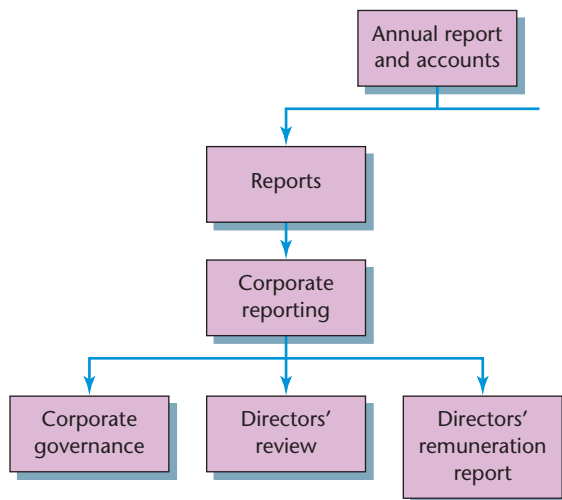 Annual report
and accounts
Reports
Corporate
reporting
Corporate
governance
Directors’
review
Directors’
remuneration
report